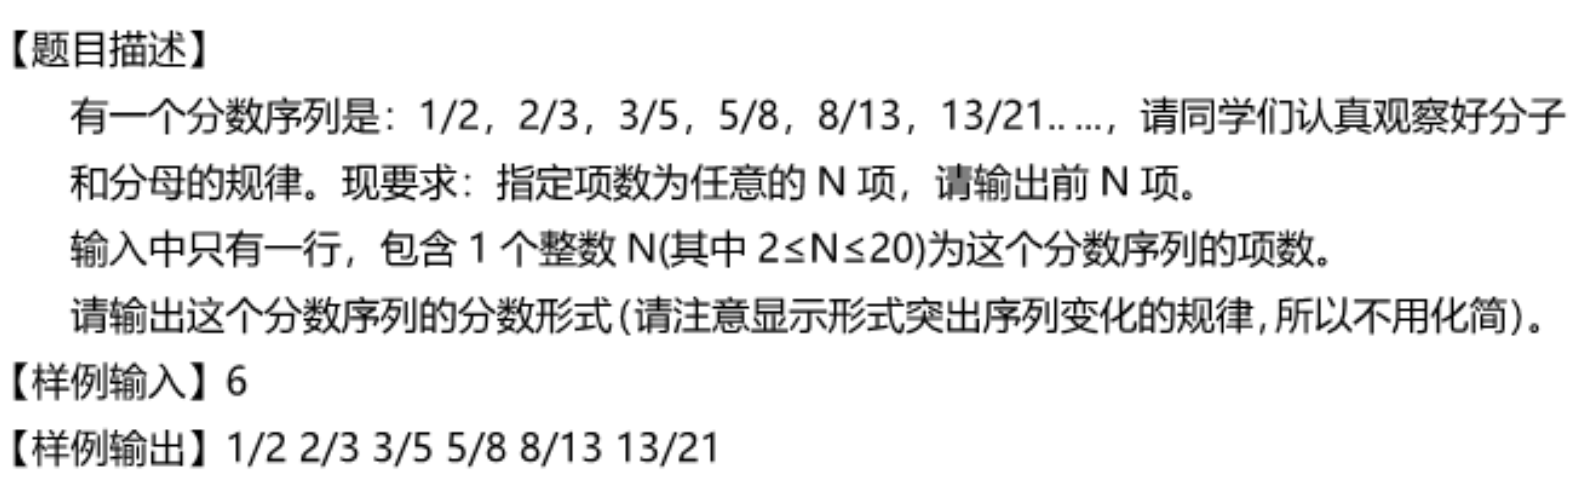 【题目描述】
有一个分数序列是：1/2，2/3，3/5，5/8，8/13，13/21.. ...，请同学们认真观察好分子
和分母的规律。现要求：指定项数为任意的 N 项，请输出前 N 项。
输入中只有一行，包含 1 个整数 N(其中 2≤N≤20)为这个分数序列的项数。
请输出这个分数序列的分数形式(请注意显示形式突出序列变化的规律,所以不用化简)。
【样例输入】6
【样例输出】1/2 2/3 3/5 5/8 8/13 13/21